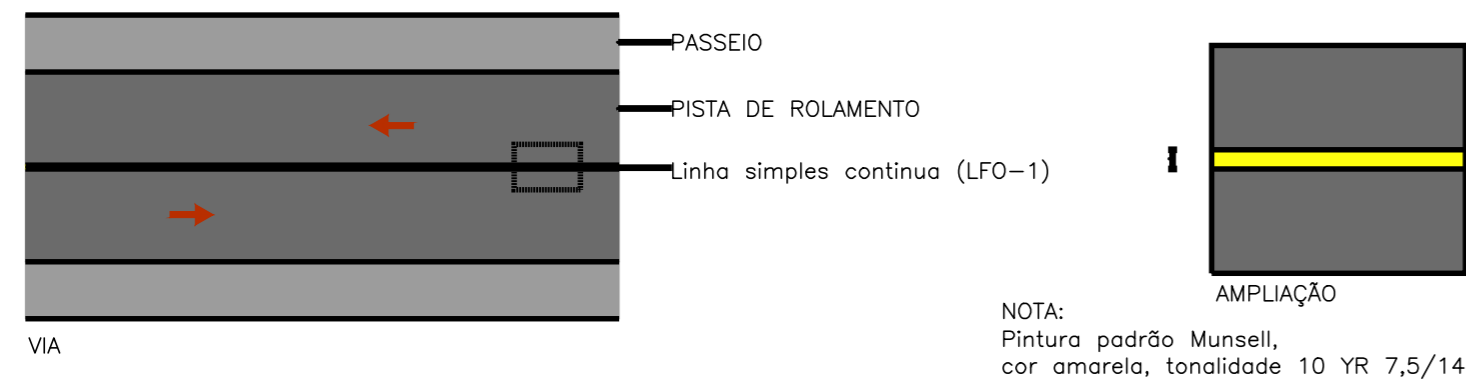 PASSEIO
PISTA DE ROLAMENTO
Linha simples continua (LFO-1)
VIA
AMPLIAÇÃO
NOTA:
Pintura padrão Munsell,
cor amarela, tonalidade 10 YR 7,5/14